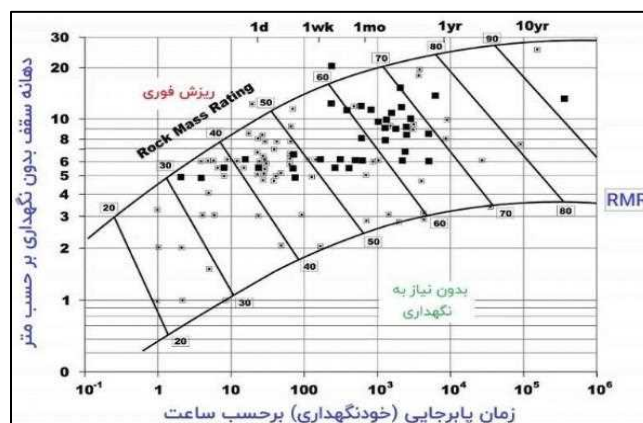 1d 1wk 1mo 1yr 10yr
دهانه سقف بدون نگهداری بر حسب متر
30
20
10
8
6
5
4
3
2
1
0
ریزش فوری
Rock Mass Rating
20
30
40
50
60
70
80
90
20
30
40
50
60
70
80
RMR
بدون نیاز به
نگهداری
10-1 1 10 100 103 104 105 106
زمان پابرجایی (خودنگهداری) برحسب ساعت